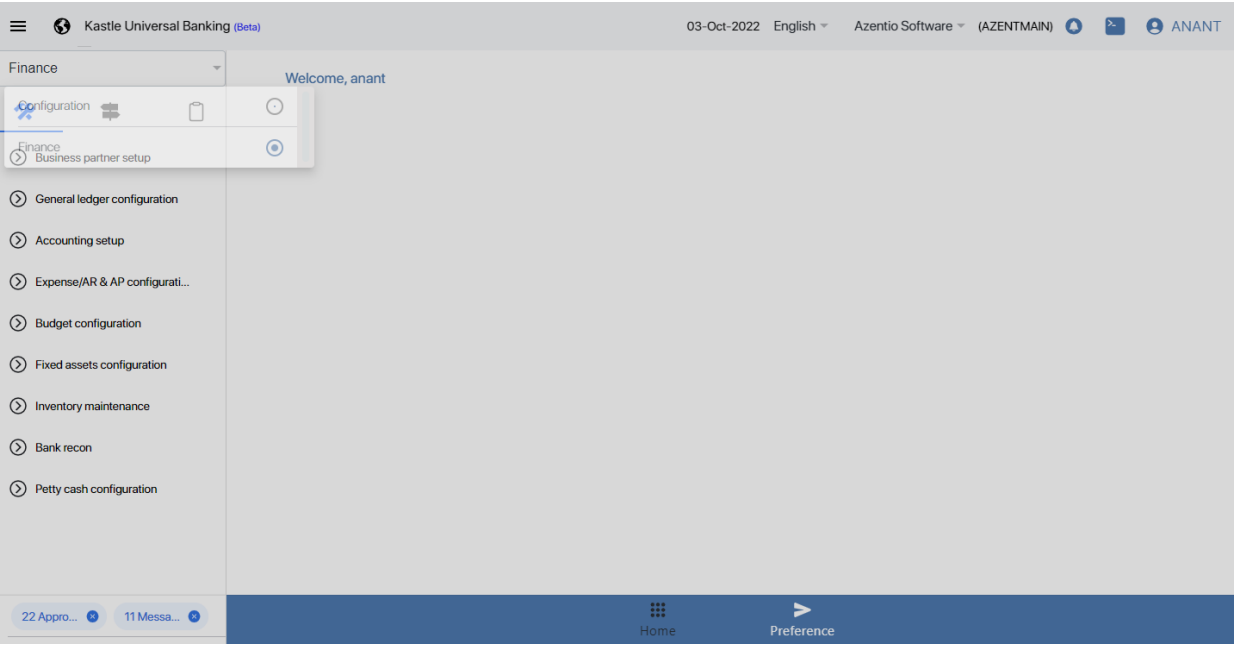 Kastle Universal Banking (Beta)
03-Oct-2022 English Azentio Software (AZENTMAIN) ANANT
Finance
Welcome, anant
Configuration
Finance
Business partner setup
General ledger configuration
Accounting setup
Expense/AR & AP configurati...
Budget configuration
Fixed assets configuration
Inventory maintenance
Bank recon
Petty cash configuration
22 Appro... 11 Messa...
Home Preference